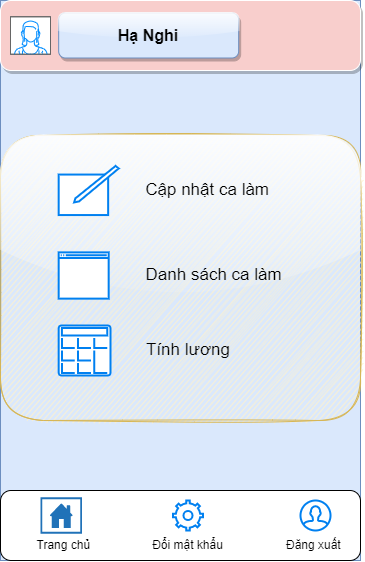 Hạ Nghi
Cập nhật ca làm
Danh sách ca làm
Tính lương
Trang chủ
Đổi mật khẩu
Đăng xuất